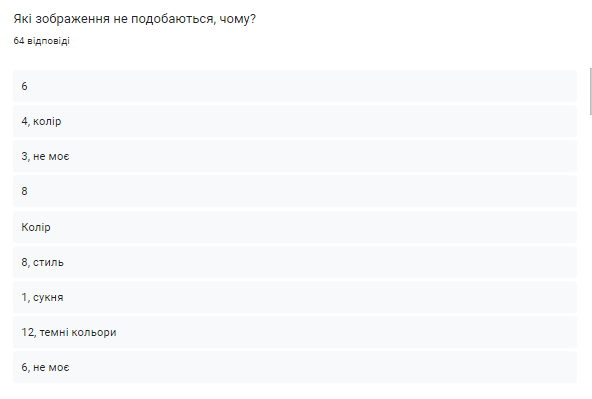 Які зображення не подобаються, чому?
64 відповіді
6
4, колір
3, не моє
8
Колір
8, стиль
1, сукня
12, темні кольори
6, не моє